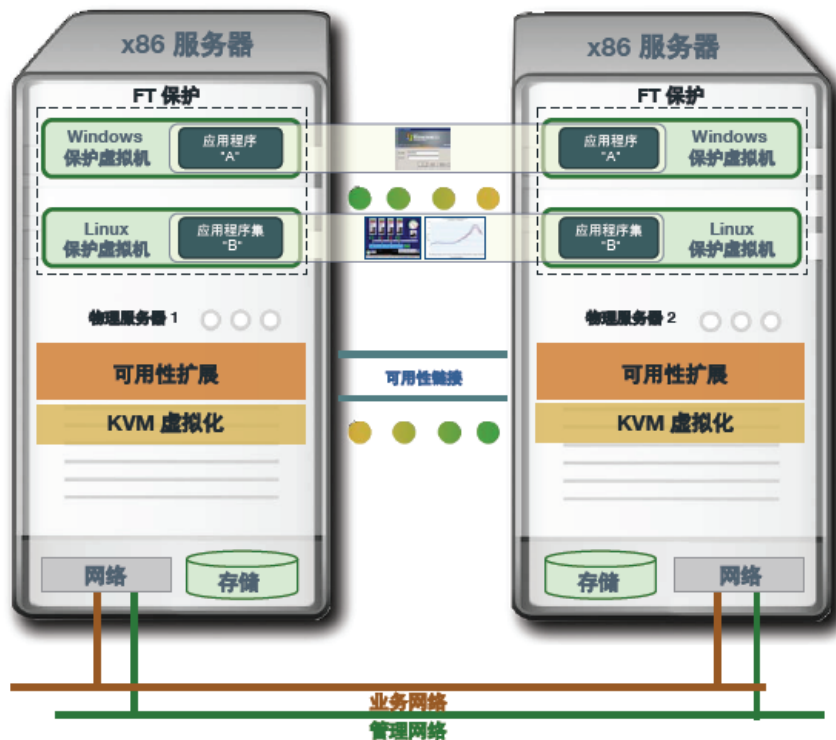 x86 服务器
FT 保护
Windows
保护虚拟机
应用程序
"A"
Linux
保护虚拟机
应用程序集
"B"
物理服务器 1
可用性扩展
KVM 虚拟化
网络
存储
可用性链接
x86 服务器
FT 保护
应用程序
"A"
Windows
保护虚拟机
应用程序集
"B"
Linux
保护虚拟机
物理服务器 2
可用性扩展
KVM 虚拟化
存储
网络
业务网络
管理网络